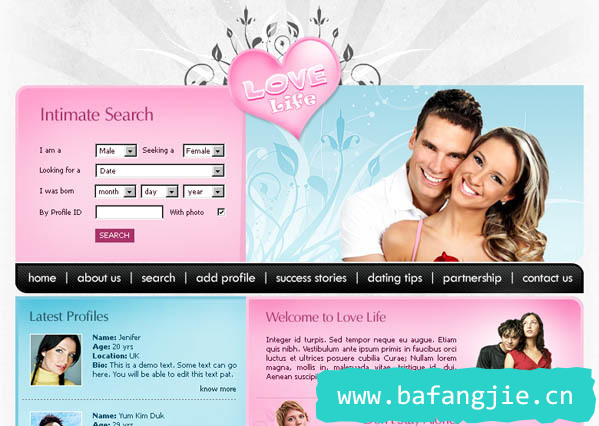 LOVE
Life
Intimate Search
I am a Male Seeking a Female
Looking for a Date
I was born month day year
By Profile ID With photo
SEARCH
home | about us | search | add profile | success stories | dating tips | partnership | contact us
Latest Profiles
Name: Jenifer
Age: 20 yrs
Location: UK
Bio: This is a demo text. Some text can go
here. You will be able to edit this text pat.
know more
Name: Yum Kim Duk
Age: 29 yrs
Welcome to Love Life
Integer id turpis. Sed tempor neque eu augue. Etiam
quis nibh. Vestibulum ante ipsum primis in faucibus orci
luctus et ultrices posuere cubilia Curae; Nullam lorem
magna, mollis in, malesuada vitae, tristique id, dui.
Aenean suscipit
www.bafangjie.cn